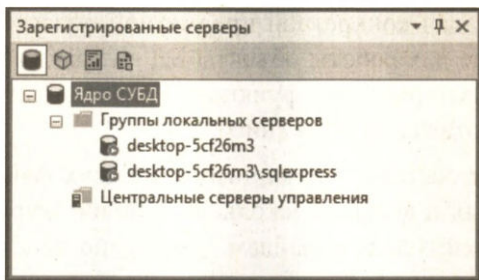 Зарегистрированные серверы
Ядро СУБД
Группы локальных серверов
desktop-5cf26m3
desktop-5cf26m3\sqlexpress
Центральные серверы управления